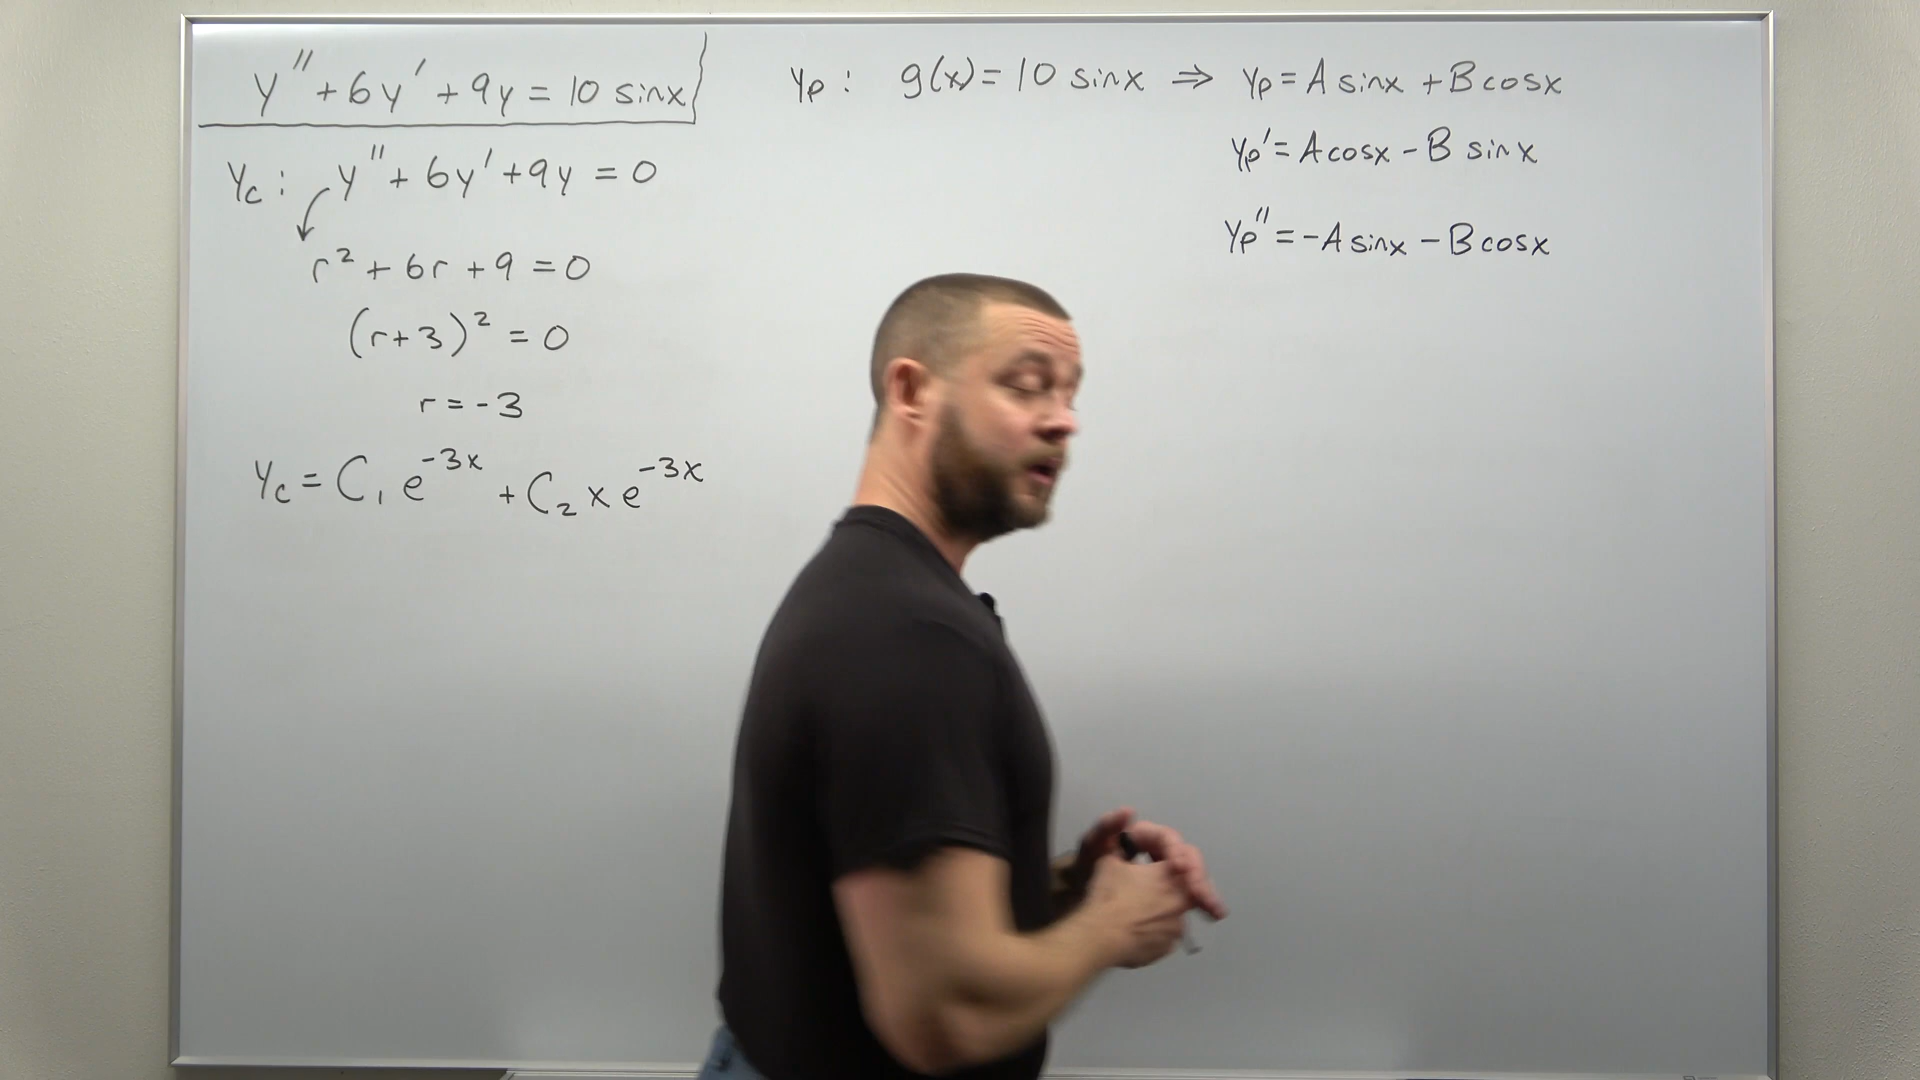 y'' + 6y' + 9y = 10 sinx
Yc: y'' + 6y' + 9y = 0
r² + 6r + 9 = 0
(r+3)² = 0
r = -3
Yc = C₁ e^-3x + C₂ x e^-3x
Yp: g(x) = 10 sinx ⇒ Yp = A sinx + B cosx
Yp' = A cosx - B sinx
Yp'' = -A sinx - B cosx